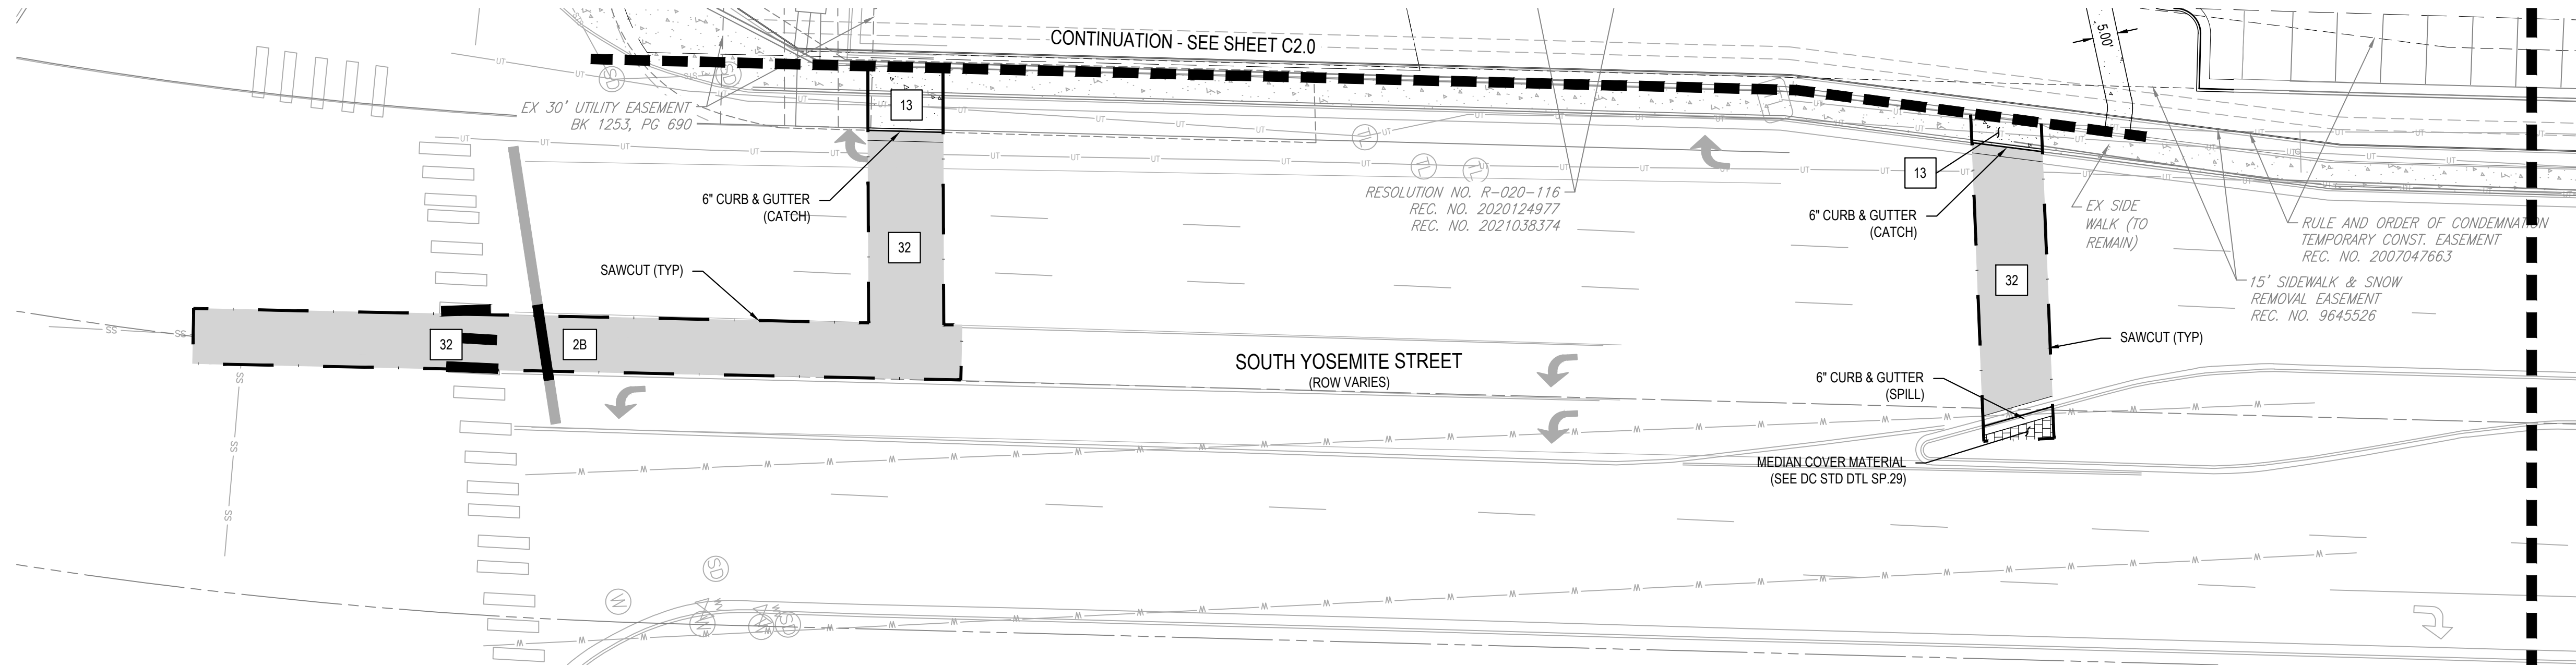 CONTINUATION - SEE SHEET C2.0
5.00'
EX 30' UTILITY EASEMENT
BK 1253, PG 690
13
6" CURB & GUTTER
(CATCH)
32
SAWCUT (TYP)
32
2B
RESOLUTION NO. R-020-116
REC. NO. 2020124977
REC. NO. 2021038374
SOUTH YOSEMITE STREET
(ROW VARIES)
13
6" CURB & GUTTER
(CATCH)
32
EX SIDE
WALK (TO
REMAIN)
RULE AND ORDER OF CONDEMNATION
TEMPORARY CONST. EASEMENT
REC. NO. 2007047663
15' SIDEWALK & SNOW
REMOVAL EASEMENT
REC. NO. 9645526
SAWCUT (TYP)
6" CURB & GUTTER
(SPILL)
MEDIAN COVER MATERIAL
(SEE DC STD DTL SP.29)
UT
SS
W
SD